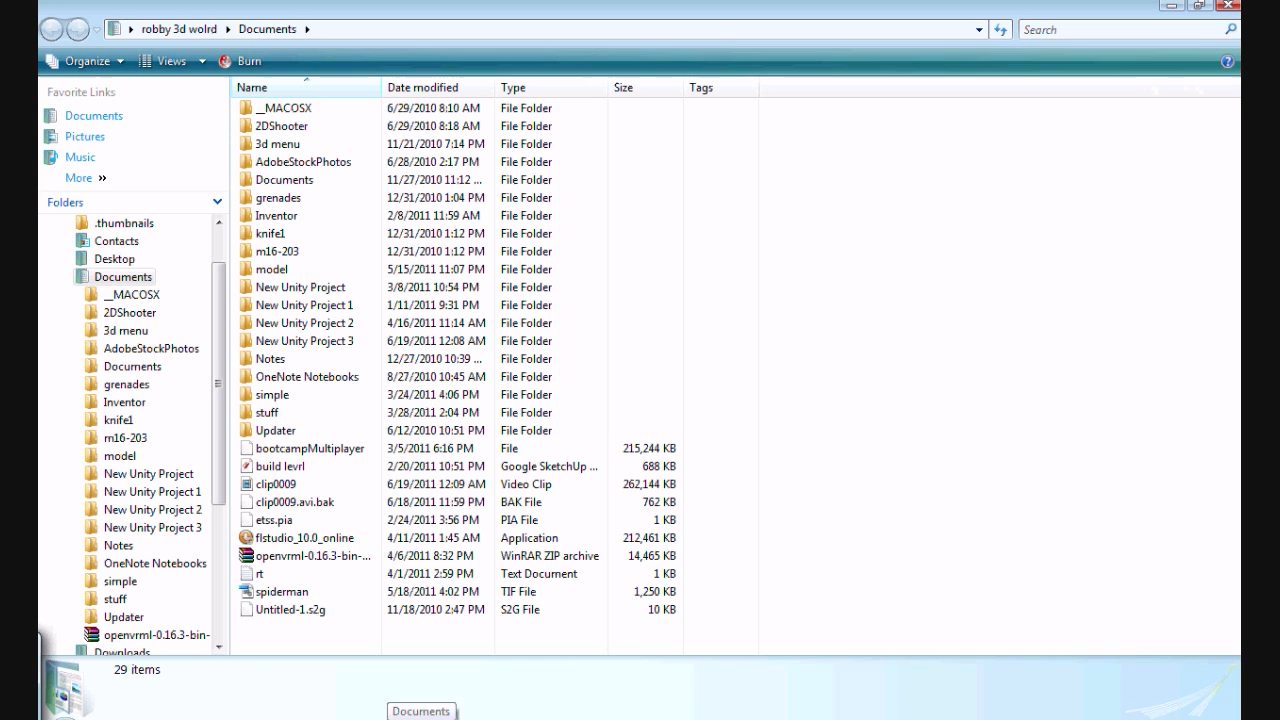 robby 3d wolrd Documents Search
Organize Views Burn
Favorite Links
Documents
Pictures
Music
More »
Folders
.thumbnails
Contacts
Desktop
Documents
__MACOSX
2DShooter
3d menu
AdobeStockPhotos
Documents
grenades
Inventor
knife1
m16-203
model
New Unity Project
New Unity Project 1
New Unity Project 2
New Unity Project 3
Notes
OneNote Notebooks
simple
stuff
Updater
openvrml-0.16.3-bin-
Downloads
Name Date modified Type Size Tags
__MACOSX 6/29/2010 8:10 AM File Folder
2DShooter 6/29/2010 8:18 AM File Folder
3d menu 11/21/2010 7:14 PM File Folder
AdobeStockPhotos 6/28/2010 2:17 PM File Folder
Documents 11/27/2010 11:12 ... File Folder
grenades 12/31/2010 1:04 PM File Folder
Inventor 2/8/2011 11:59 AM File Folder
knife1 12/31/2010 1:12 PM File Folder
m16-203 12/31/2010 1:12 PM File Folder
model 5/15/2011 11:07 PM File Folder
New Unity Project 3/8/2011 10:54 PM File Folder
New Unity Project 1 1/11/2011 9:31 PM File Folder
New Unity Project 2 4/16/2011 11:14 AM File Folder
New Unity Project 3 6/19/2011 12:08 AM File Folder
Notes 12/27/2010 10:39 ... File Folder
OneNote Notebooks 8/27/2010 10:45 AM File Folder
simple 3/24/2011 4:06 PM File Folder
stuff 3/28/2011 2:04 PM File Folder
Updater 6/12/2010 10:51 PM File Folder
bootcampMultiplayer 3/5/2011 6:16 PM File 215,244 KB
build levrl 2/20/2011 10:51 PM Google SketchUp ... 688 KB
clip0009 6/19/2011 12:09 AM Video Clip 262,144 KB
clip0009.avi.bak 6/18/2011 11:59 PM BAK File 762 KB
etss.pia 2/24/2011 3:56 PM PIA File 1 KB
flstudio_10.0_online 4/11/2011 1:45 AM Application 212,461 KB
openvrml-0.16.3-bin-... 4/6/2011 8:32 PM WinRAR ZIP archive 14,465 KB
rt 4/1/2011 2:59 PM Text Document 1 KB
spiderman 5/18/2011 4:02 PM TIF File 1,250 KB
Untitled-1.s2g 11/18/2010 2:47 PM S2G File 10 KB
29 items
Documents